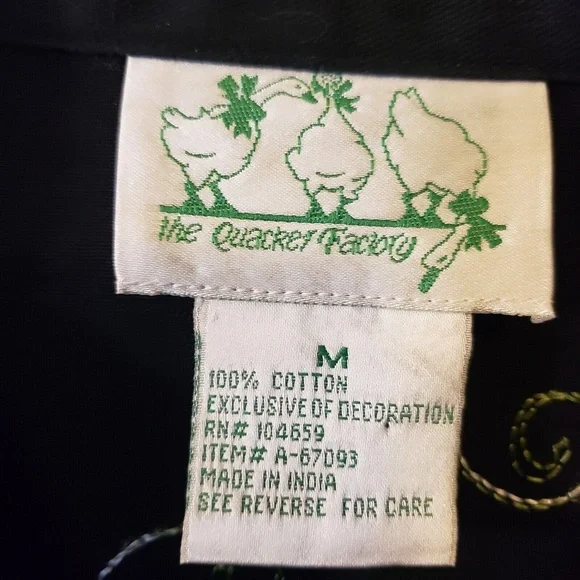 the Quacker Factory
M
100% COTTON
EXCLUSIVE OF DECORATION
RN# 104659
ITEM# A-67093
MADE IN INDIA
SEE REVERSE FOR CARE